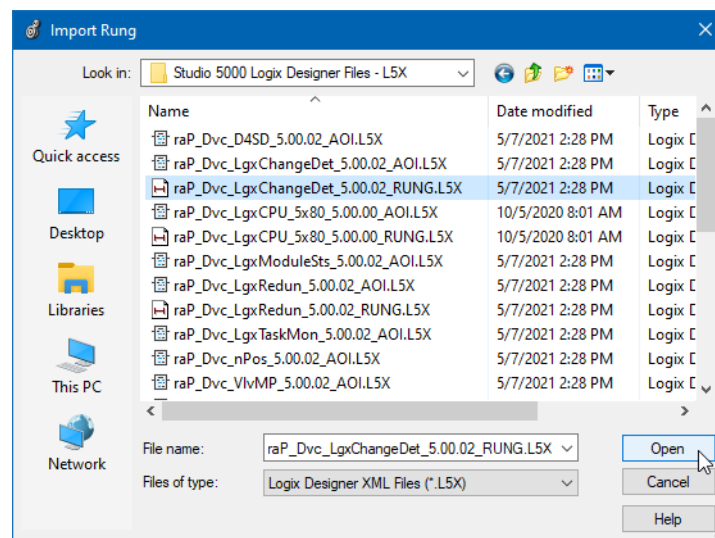 Import Rung
Look in: Studio 5000 Logix Designer Files - L5X
Name Date modified Type
raP_Dvc_D4SD_5.00.02_AOI.L5X 5/7/2021 2:28 PM Logix D
raP_Dvc_LgxChangeDet_5.00.02_AOI.L5X 5/7/2021 2:28 PM Logix D
raP_Dvc_LgxChangeDet_5.00.02_RUNG.L5X 5/7/2021 2:28 PM Logix D
raP_Dvc_LgxCPU_5x80_5.00.00_AOI.L5X 10/5/2020 8:01 AM Logix D
raP_Dvc_LgxCPU_5x80_5.00.00_RUNG.L5X 10/5/2020 8:01 AM Logix D
raP_Dvc_LgxModuleSts_5.00.02_AOI.L5X 5/7/2021 2:28 PM Logix D
raP_Dvc_LgxRedun_5.00.02_AOI.L5X 5/7/2021 2:28 PM Logix D
raP_Dvc_LgxRedun_5.00.02_RUNG.L5X 5/7/2021 2:28 PM Logix D
raP_Dvc_LgxTaskMon_5.00.02_AOI.L5X 5/7/2021 2:28 PM Logix D
raP_Dvc_nPos_5.00.02_AOI.L5X 5/7/2021 2:28 PM Logix D
raP_Dvc_VlvMP_5.00.02_AOI.L5X 5/7/2021 2:28 PM Logix D
Quick access
Desktop
Libraries
This PC
Network
File name: raP_Dvc_LgxChangeDet_5.00.02_RUNG.L5X Open
Files of type: Logix Designer XML Files (*.L5X) Cancel
Help